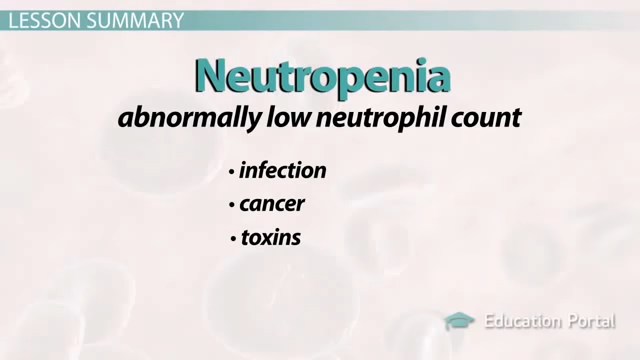 LESSON SUMMARY
Neutropenia
abnormally low neutrophil count
• infection
• cancer
• toxins
Education Portal